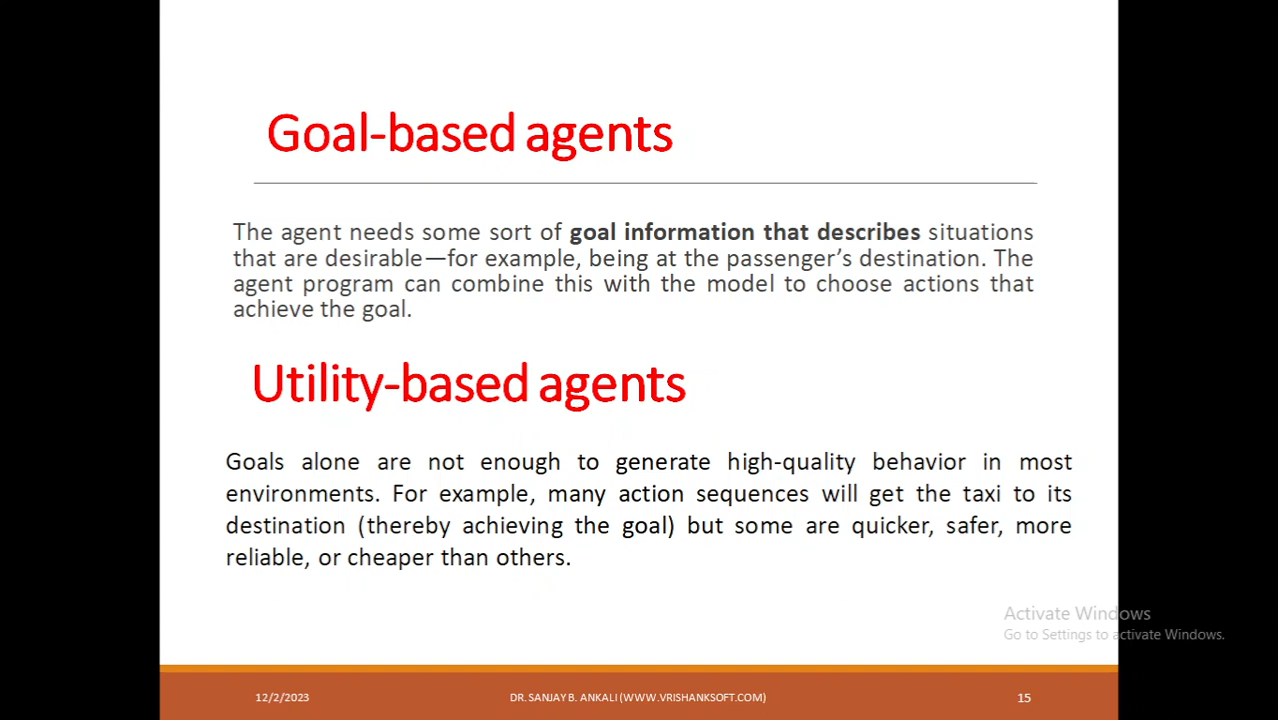 Goal-based agents
The agent needs some sort of goal information that describes situations
that are desirable—for example, being at the passenger’s destination. The
agent program can combine this with the model to choose actions that
achieve the goal.
Utility-based agents
Goals alone are not enough to generate high-quality behavior in most
environments. For example, many action sequences will get the taxi to its
destination (thereby achieving the goal) but some are quicker, safer, more
reliable, or cheaper than others.
Activate Windows
Go to Settings to activate Windows.
12/2/2023
DR. SANJAY B. ANKALI (WWW.VRISHANKSOFT.COM)
15